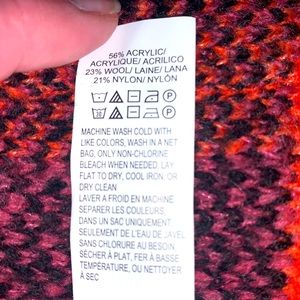 56% ACRYLIC/
ACRYLIQUE/ ACRILICO
23% WOOL/ LAINE/ LANA
21% NYLON/ NYLÓN
MACHINE WASH COLD WITH
LIKE COLORS, WASH IN A NET
BAG, ONLY NON-CHLORINE
BLEACH WHEN NEEDED, LAY
FLAT TO DRY, COOL IRON, OR
DRY CLEAN
LAVER A FROID EN MACHINE
SEPARER LES COULEURS,
DANS UN SAC UNIQUEMENT
SEULEMENT DE L'EAU DE JAVEL
SANS CHLORURE AU BESOIN,
SÉCHER À PLAT, FER À BASSE
TEMPÉRATURE, OU NETTOYER
À SEC